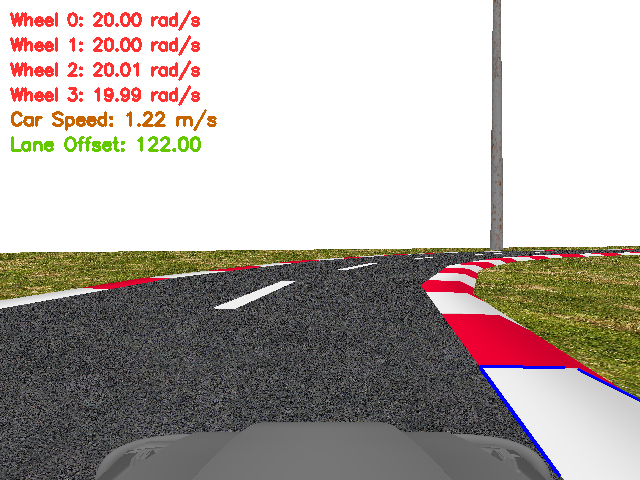 Wheel 0: 20.00 rad/s
Wheel 1: 20.00 rad/s
Wheel 2: 20.01 rad/s
Wheel 3: 19.99 rad/s
Car Speed: 1.22 m/s
Lane Offset: 122.00